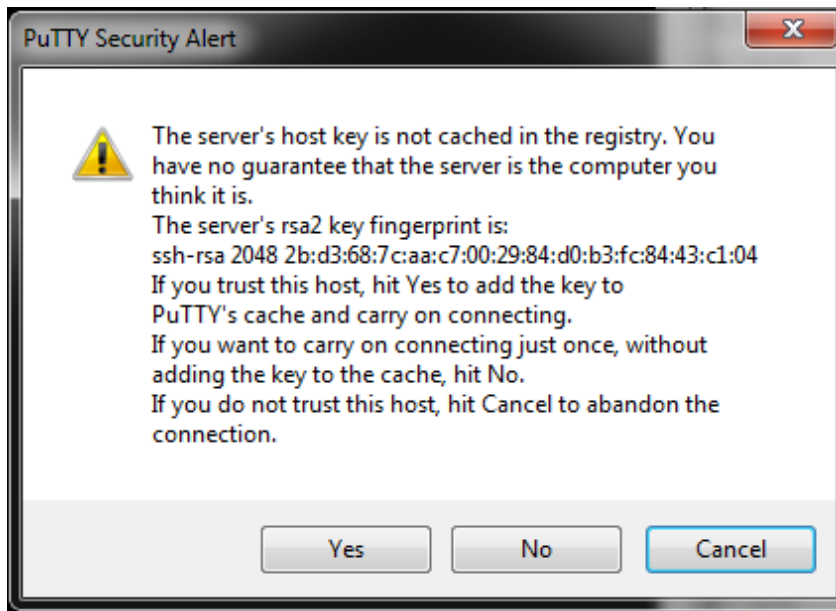 PuTTY Security Alert
The server's host key is not cached in the registry. You
have no guarantee that the server is the computer you
think it is.
The server's rsa2 key fingerprint is:
ssh-rsa 2048 2b:d3:68:7c:aa:c7:00:29:84:d0:b3:fc:84:43:c1:04
If you trust this host, hit Yes to add the key to
PuTTY's cache and carry on connecting.
If you want to carry on connecting just once, without
adding the key to the cache, hit No.
If you do not trust this host, hit Cancel to abandon the
connection.
Yes No Cancel